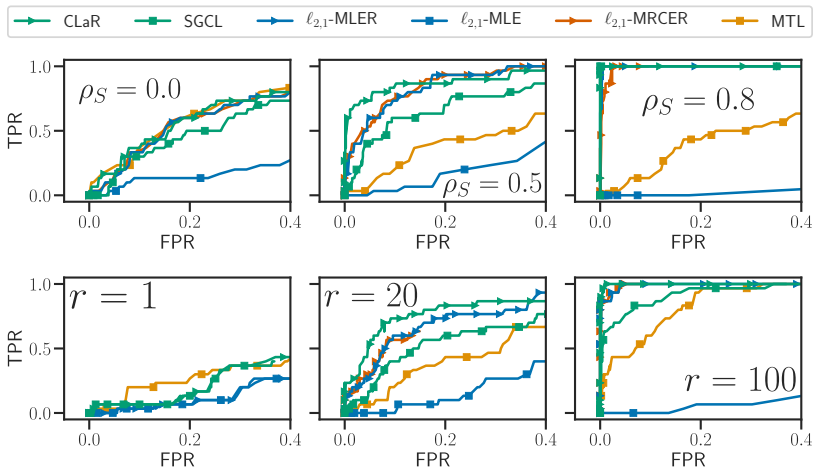 CLaR SGCL ℓ2,1-MLER ℓ2,1-MLE ℓ2,1-MRCER MTL
TPR
1.0
0.5
0.0
ρS = 0.0
0.0 0.2 0.4
FPR
ρS = 0.5
0.0 0.2 0.4
FPR
ρS = 0.8
0.0 0.2 0.4
FPR
TPR
1.0
0.5
0.0
r = 1
0.0 0.2 0.4
FPR
r = 20
0.0 0.2 0.4
FPR
r = 100
0.0 0.2 0.4
FPR